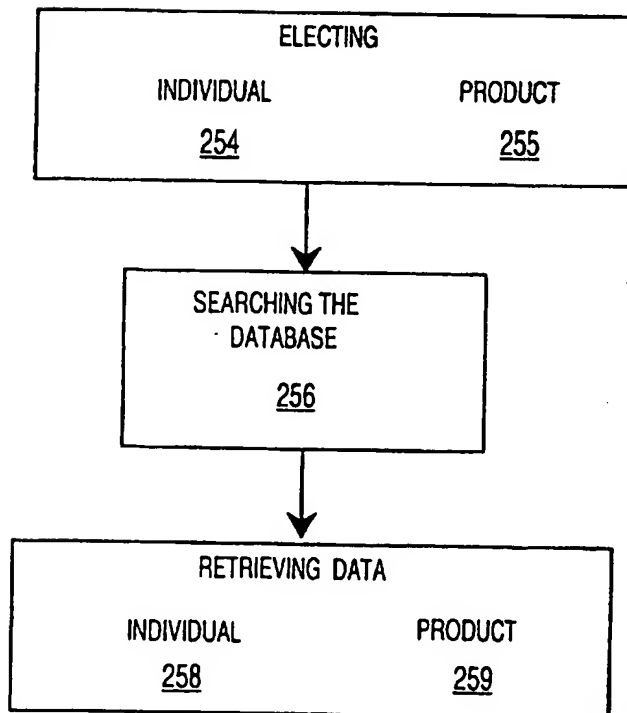 ELECTING
INDIVIDUAL PRODUCT
254 255
SEARCHING THE
DATABASE
256
RETRIEVING DATA
INDIVIDUAL PRODUCT
258 259